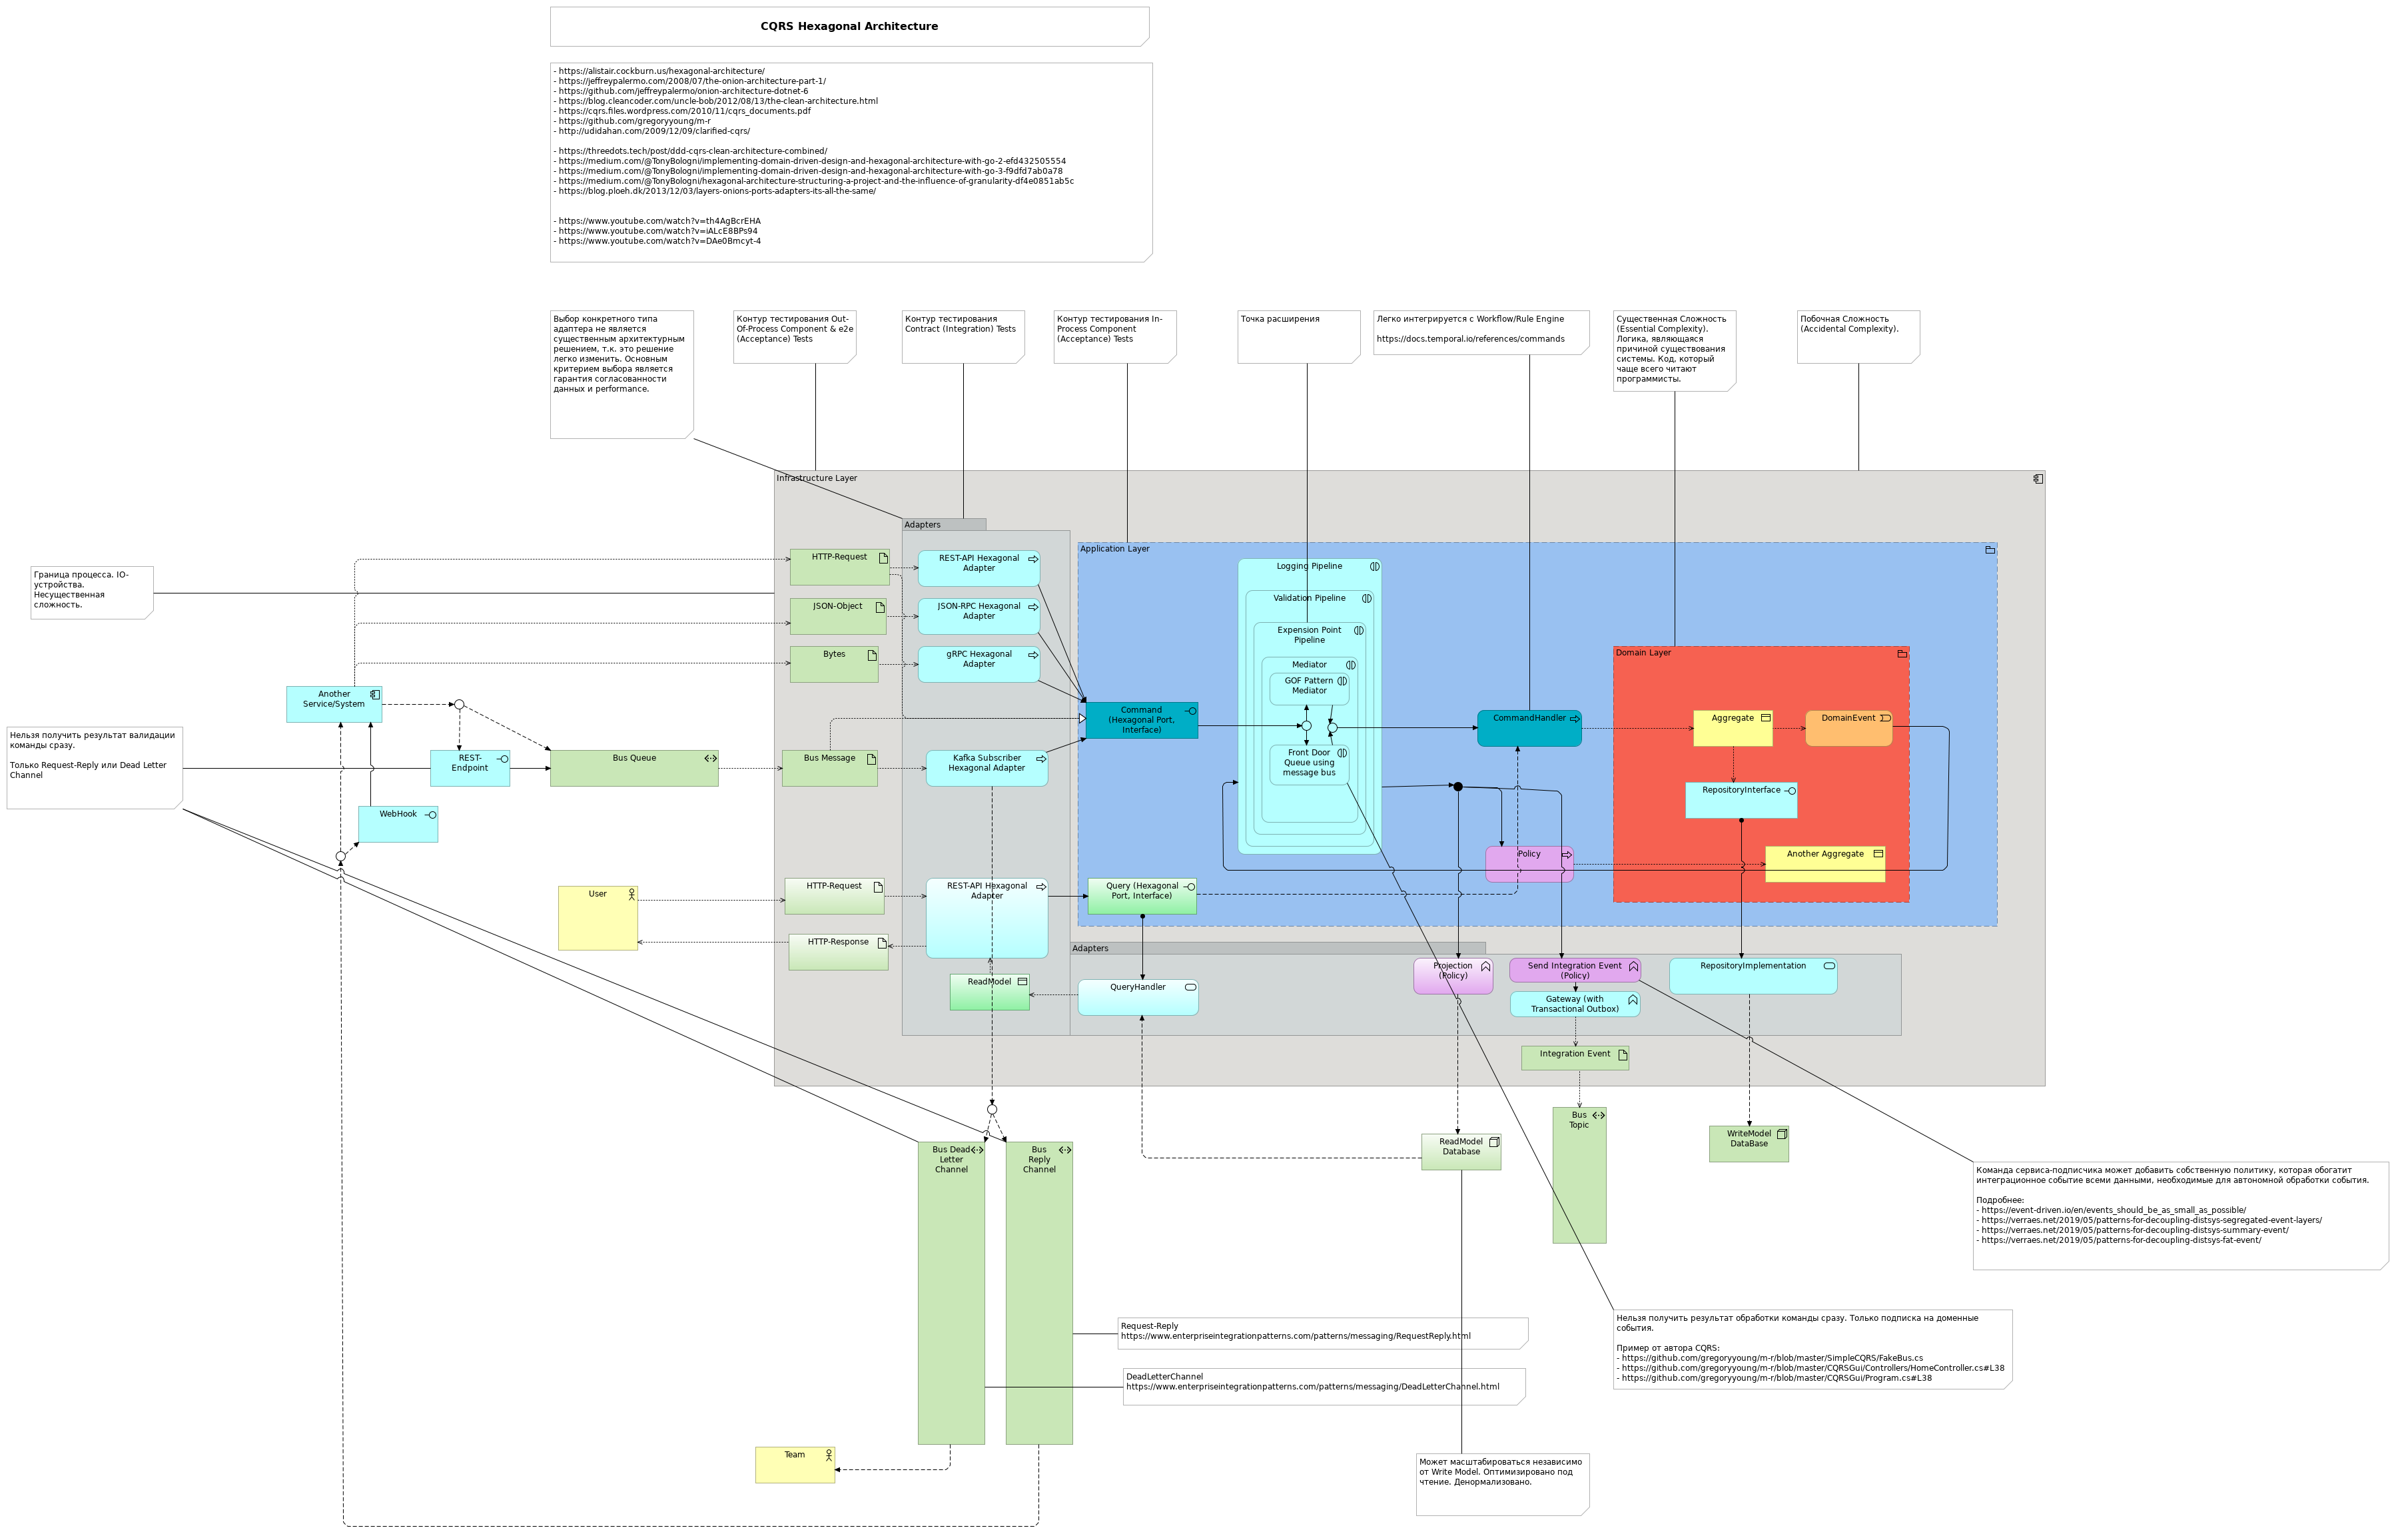 CQRS Hexagonal Architecture
- https://alistair.cockburn.us/hexagonal-architecture/
- https://jeffreypalermo.com/2008/07/the-onion-architecture-part-1/
- https://github.com/jeffreypalermo/onion-architecture-dotnet-6
- https://blog.cleancoder.com/uncle-bob/2012/08/13/the-clean-architecture.html
- https://cqrs.files.wordpress.com/2010/11/cqrs_documents.pdf
- https://github.com/gregoryyoung/m-r
- http://udidahan.com/2009/12/09/clarified-cqrs/
- https://threedots.tech/post/ddd-cqrs-clean-architecture-combined/
- https://medium.com/@TonyBologni/implementing-domain-driven-design-and-hexagonal-architecture-with-go-2-efd432505554
- https://medium.com/@TonyBologni/implementing-domain-driven-design-and-hexagonal-architecture-with-go-3-f9dfd7ab0a78
- https://medium.com/@TonyBologni/hexagonal-architecture-structuring-a-project-and-the-influence-of-granularity-df4e0851ab5c
- https://blog.ploeh.dk/2013/12/03/layers-onions-ports-adapters-its-all-the-same/
- https://www.youtube.com/watch?v=th4AgBcrEHA
- https://www.youtube.com/watch?v=iALcE8BPs94
- https://www.youtube.com/watch?v=DAe0Bmcyt-4
Выбор конкретного типа
адаптера не является
существенным архитектурным
решением, т.к. это решение
легко изменить. Основным
критерием выбора является
гарантия согласованности
данных и performance.
Контур тестирования Out-
Of-Process Component & e2e
(Acceptance) Tests
Контур тестирования
Contract (Integration) Tests
Контур тестирования In-
Process Component
(Acceptance) Tests
Точка расширения
Легко интегрируется с Workflow/Rule Engine
https://docs.temporal.io/references/commands
Существенная Сложность
(Essential Complexity).
Логика, являющаяся
причиной существования
системы. Код, который
чаще всего читают
программисты.
Побочная Сложность
(Accidental Complexity).
Infrastructure Layer
Adapters
Application Layer
Граница процесса. IO-
устройства.
Несущественная
сложность.
HTTP-Request
REST-API Hexagonal
Adapter
JSON-Object
JSON-RPC Hexagonal
Adapter
Bytes
gRPC Hexagonal
Adapter
Logging Pipeline
Validation Pipeline
Expension Point
Pipeline
Mediator
GOF Pattern
Mediator
Front Door
Queue using
message bus
Domain Layer
Another
Service/System
Command
(Hexagonal Port,
Interface)
CommandHandler
Aggregate
DomainEvent
Нельзя получить результат валидации
команды сразу.
Только Request-Reply или Dead Letter
Channel
REST-
Endpoint
Bus Queue
Bus Message
Kafka Subscriber
Hexagonal Adapter
RepositoryInterface
WebHook
Policy
Another Aggregate
User
HTTP-Request
REST-API Hexagonal
Adapter
Query (Hexagonal
Port, Interface)
HTTP-Response
Adapters
ReadModel
QueryHandler
Projection
(Policy)
Send Integration Event
(Policy)
Gateway (with
Transactional Outbox)
RepositoryImplementation
Integration Event
Bus Dead
Letter
Channel
Bus
Reply
Channel
ReadModel
Database
Bus
Topic
WriteModel
DataBase
Команда сервиса-подписчика может добавить собственную политику, которая обогатит
интеграционное событие всеми данными, необходимые для автономной обработки события.
Подробнее:
- https://event-driven.io/en/events_should_be_as_small_as_possible/
- https://verraes.net/2019/05/patterns-for-decoupling-distsys-segregated-event-layers/
- https://verraes.net/2019/05/patterns-for-decoupling-distsys-summary-event/
- https://verraes.net/2019/05/patterns-for-decoupling-distsys-fat-event/
Request-Reply
https://www.enterpriseintegrationpatterns.com/patterns/messaging/RequestReply.html
Нельзя получить результат обработки команды сразу. Только подписка на доменные
события.
Пример от автора CQRS:
- https://github.com/gregoryyoung/m-r/blob/master/SimpleCQRS/FakeBus.cs
- https://github.com/gregoryyoung/m-r/blob/master/CQRSGui/Controllers/HomeController.cs#L38
- https://github.com/gregoryyoung/m-r/blob/master/CQRSGui/Program.cs#L38
DeadLetterChannel
https://www.enterpriseintegrationpatterns.com/patterns/messaging/DeadLetterChannel.html
Team
Может масштабироваться независимо
от Write Model. Оптимизировано под
чтение. Денормализовано.